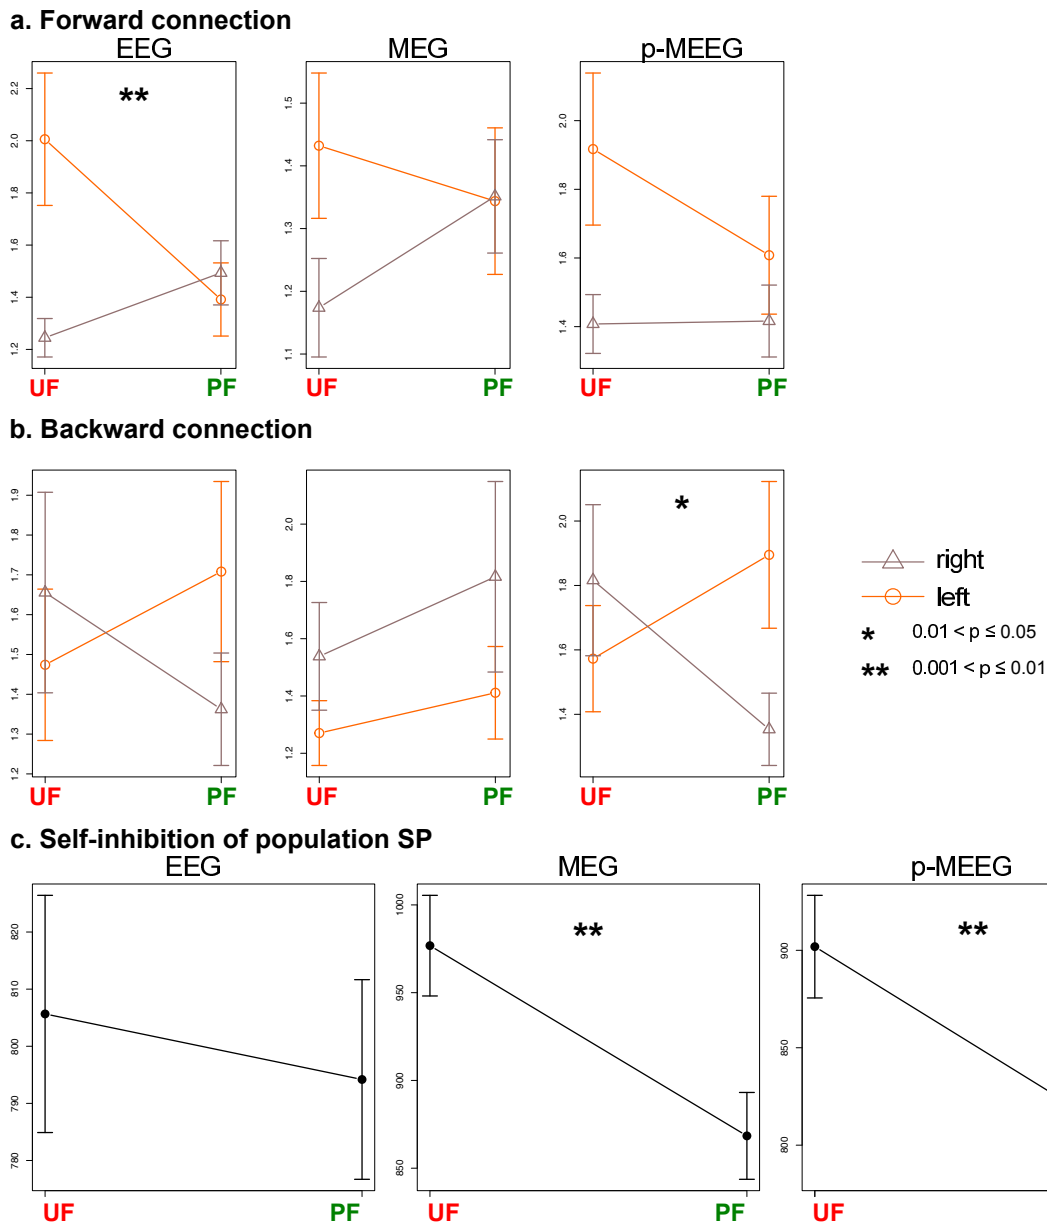 a. Forward connection
EEG MEG p-MEEG
** 
2.2 2.0 1.8 1.6 1.4 1.2
1.5 1.4 1.3 1.2 1.1
2.0 1.8 1.6 1.4
UF PF UF PF UF PF
b. Backward connection
*
1.9 1.8 1.7 1.6 1.5 1.4 1.3 1.2
2.0 1.8 1.6 1.4 1.2
2.0 1.8 1.6 1.4
UF PF UF PF UF PF
right
left
* 0.01 < p ≤ 0.05
** 0.001 < p ≤ 0.01
c. Self-inhibition of population SP
EEG MEG p-MEEG
** **
820 810 800 790 780
1000 950 900 850
900 850 800
UF PF UF PF UF